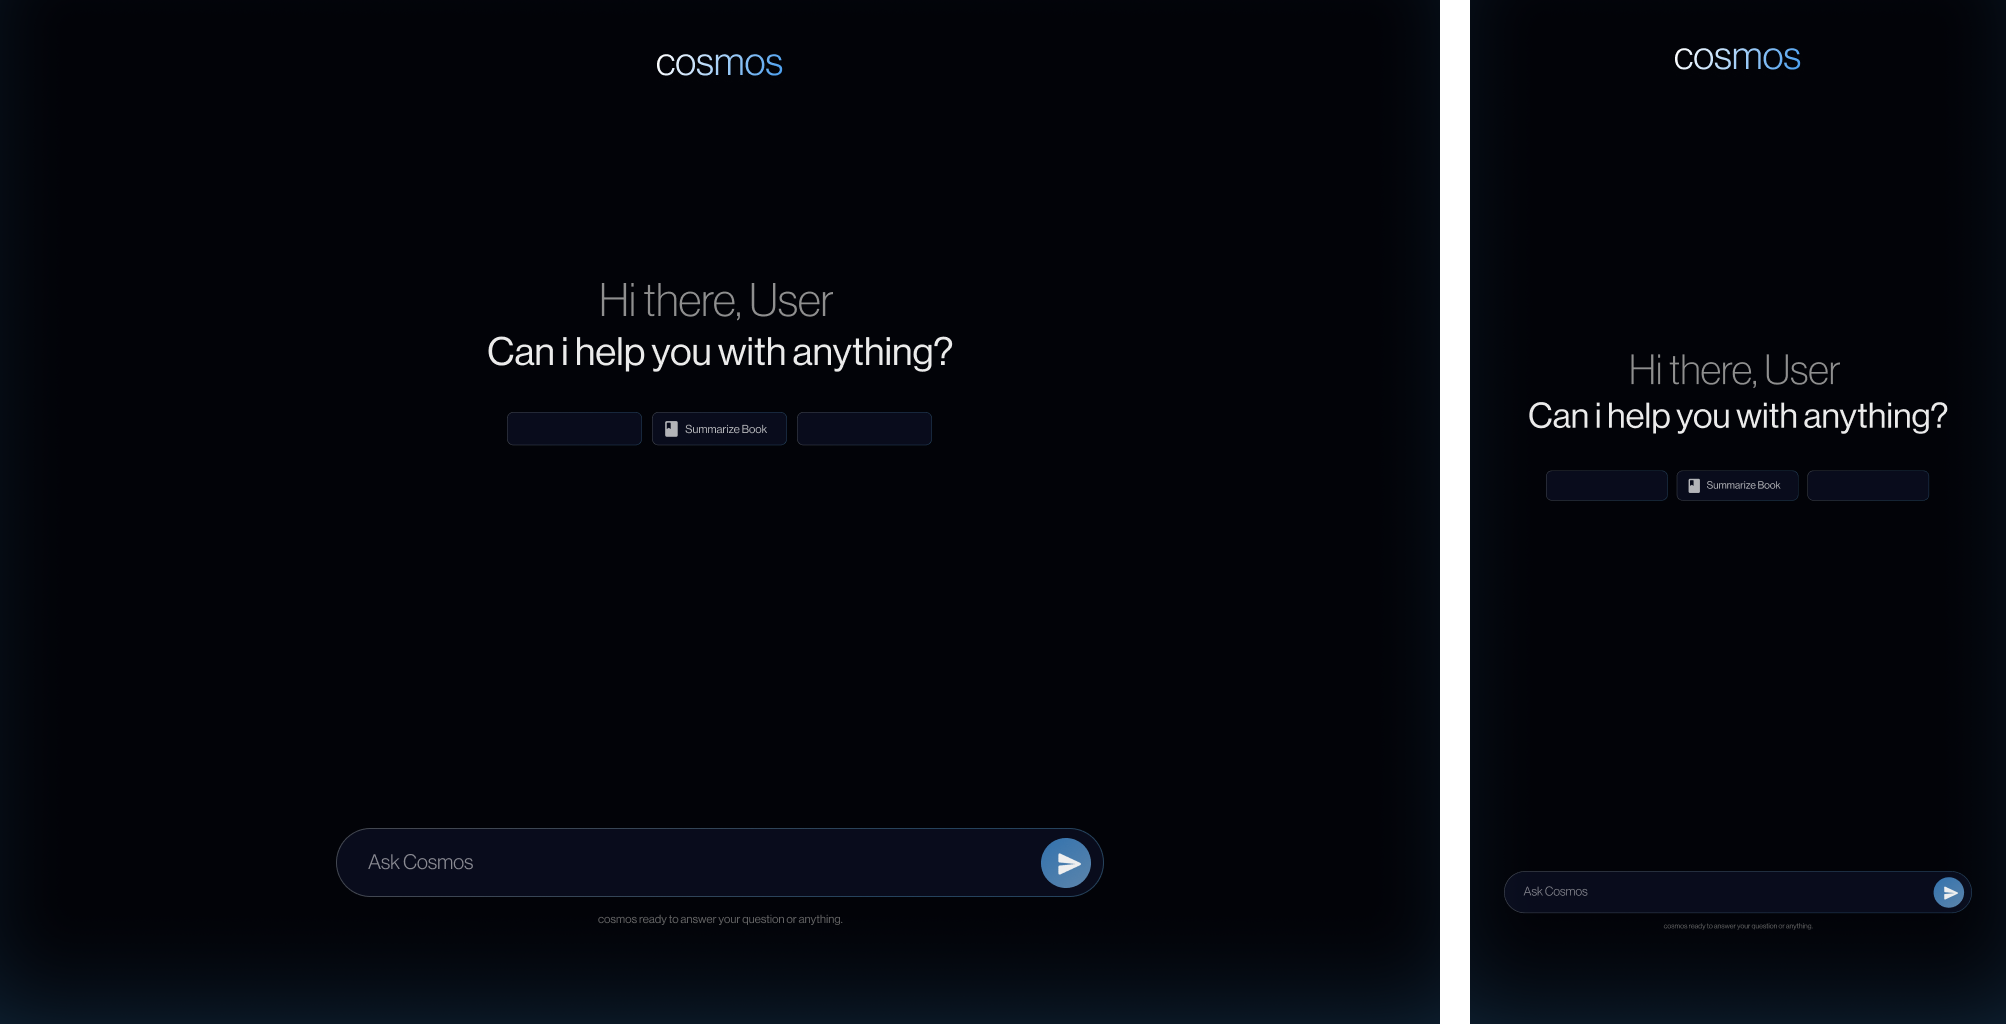 cosmos
Hi there, User
Can i help you with anything?
Summarize Book
Ask Cosmos
cosmos ready to answer your question or anything.
cosmos
Hi there, User
Can i help you with anything?
Summarize Book
Ask Cosmos
cosmos ready to answer your question or anything.